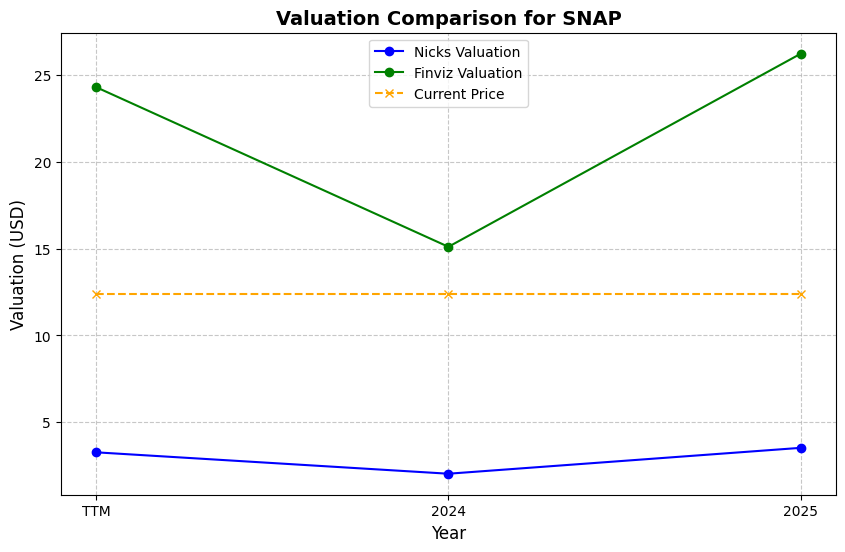 Valuation Comparison for SNAP
Nicks Valuation
Finviz Valuation
Current Price
Valuation (USD)
25
20
15
10
5
TTM
2024
2025
Year